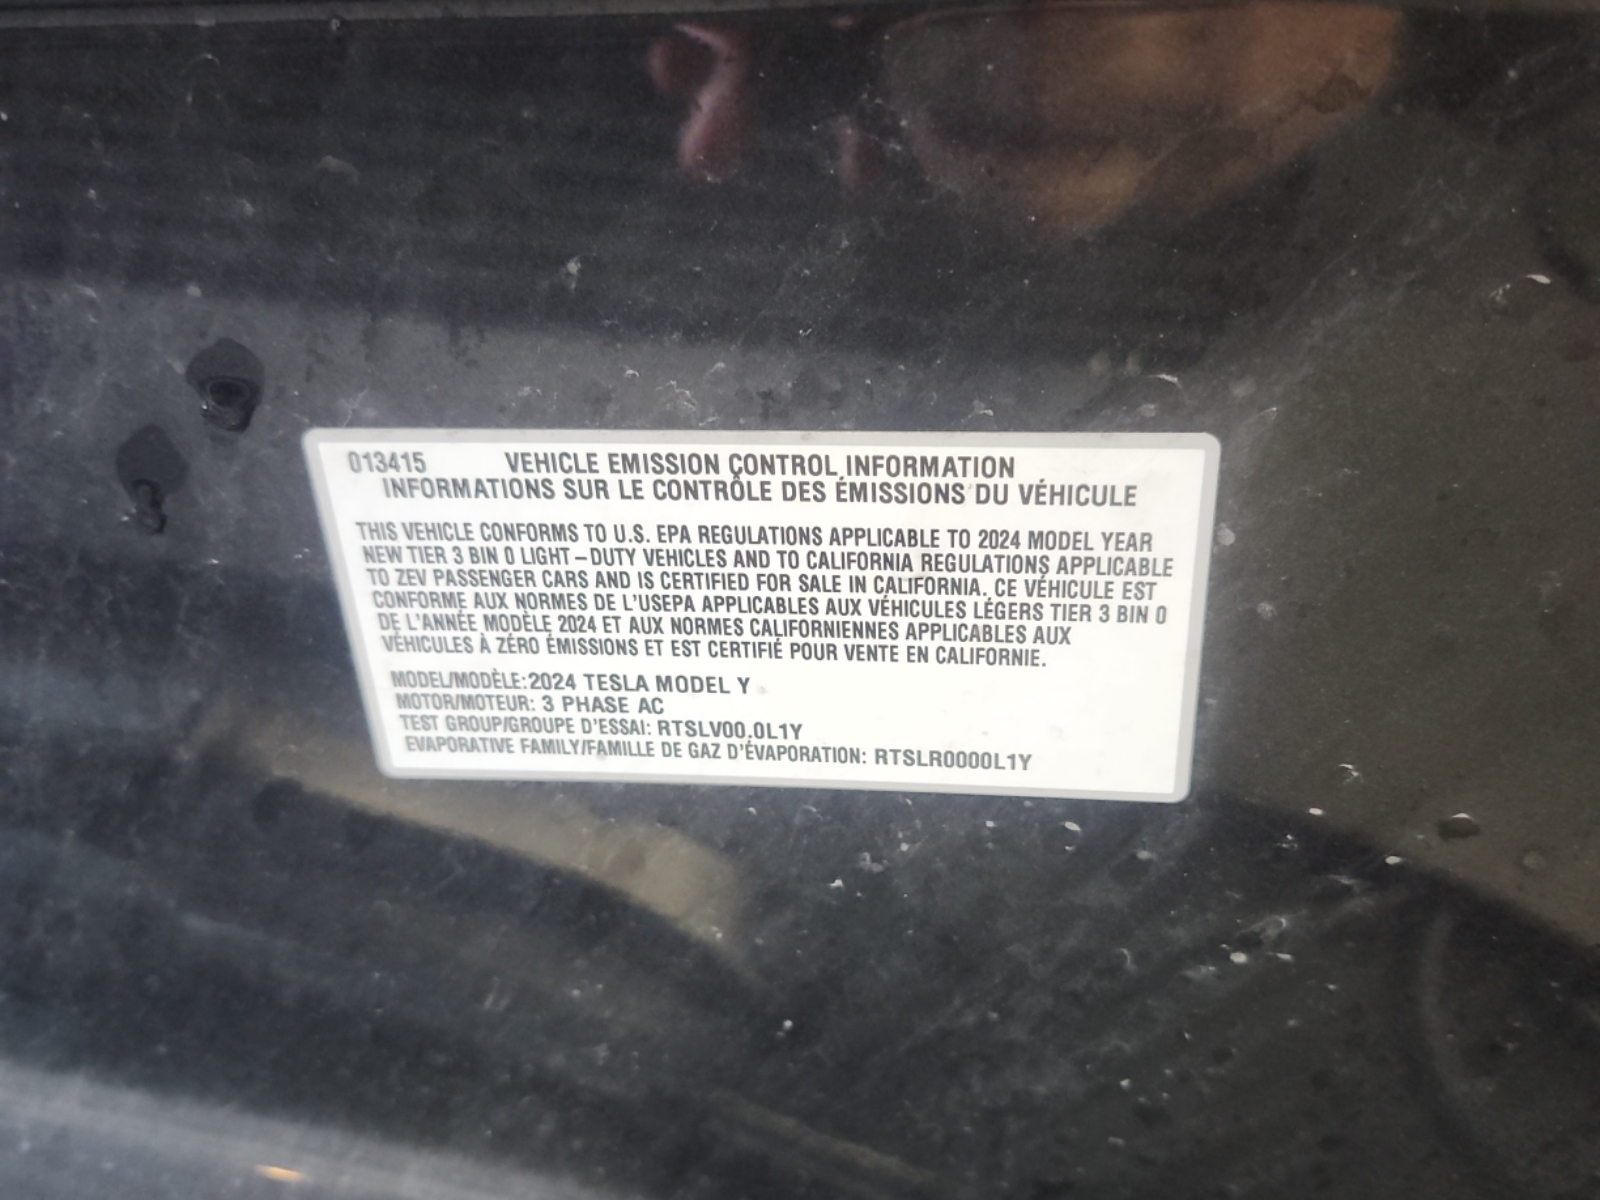 013415 VEHICLE EMISSION CONTROL INFORMATION
INFORMATIONS SUR LE CONTRÔLE DES ÉMISSIONS DU VÉHICULE
THIS VEHICLE CONFORMS TO U.S. EPA REGULATIONS APPLICABLE TO 2024 MODEL YEAR
NEW TIER 3 BIN 0 LIGHT-DUTY VEHICLES AND TO CALIFORNIA REGULATIONS APPLICABLE
TO ZEV PASSENGER CARS AND IS CERTIFIED FOR SALE IN CALIFORNIA. CE VÉHICULE EST
CONFORME AUX NORMES DE L'USEPA APPLICABLES AUX VÉHICULES LÉGERS TIER 3 BIN 0
DE L'ANNÉE MODÈLE 2024 ET AUX NORMES CALIFORNIENNES APPLICABLES AUX
VÉHICULES À ZÉRO ÉMISSIONS ET EST CERTIFIÉ POUR VENTE EN CALIFORNIE.
MODEL/MODÈLE:2024 TESLA MODEL Y
MOTOR/MOTEUR: 3 PHASE AC
TEST GROUP/GROUPE D'ESSAI: RTSLV00.0L1Y
EVAPORATIVE FAMILY/FAMILLE DE GAZ D'ÉVAPORATION: RTSLR0000L1Y